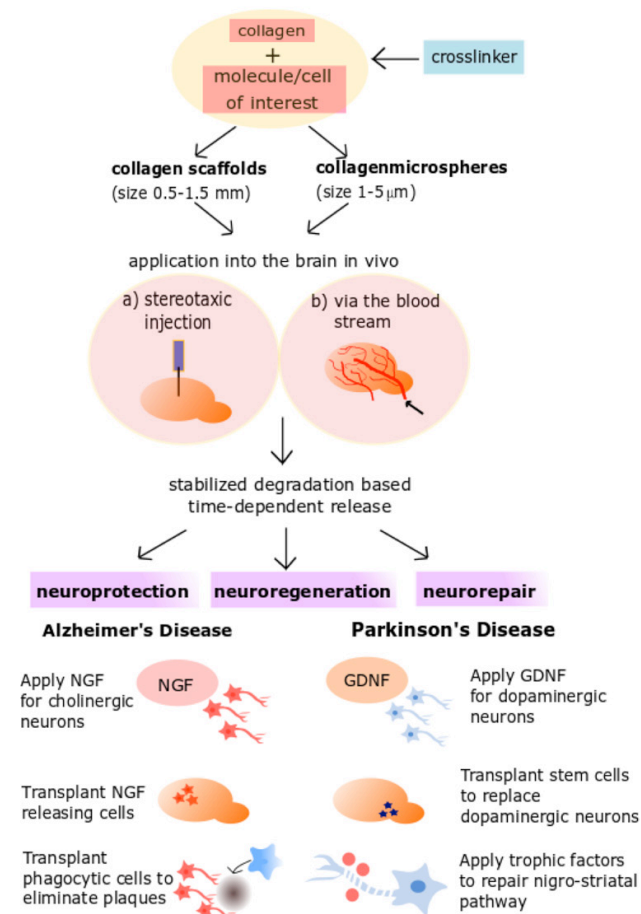 collagen
+
molecule/cell
of interest
crosslinker
collagen scaffolds
(size 0.5-1.5 mm)
collagenmicrospheres
(size 1-5 μm)
application into the brain in vivo
a) stereotaxic
injection
b) via the blood
stream
stabilized degradation based
time-dependent release
neuroprotection
neuroregeneration
neurorepair
Alzheimer's Disease
Parkinson's Disease
Apply NGF
for cholinergic
neurons
NGF
GDNF
Apply GDNF
for dopaminergic
neurons
Transplant NGF
releasing cells
Transplant stem cells
to replace
dopaminergic neurons
Transplant
phagocytic cells to
eliminate plaques
Apply trophic factors
to repair nigro-striatal
pathway